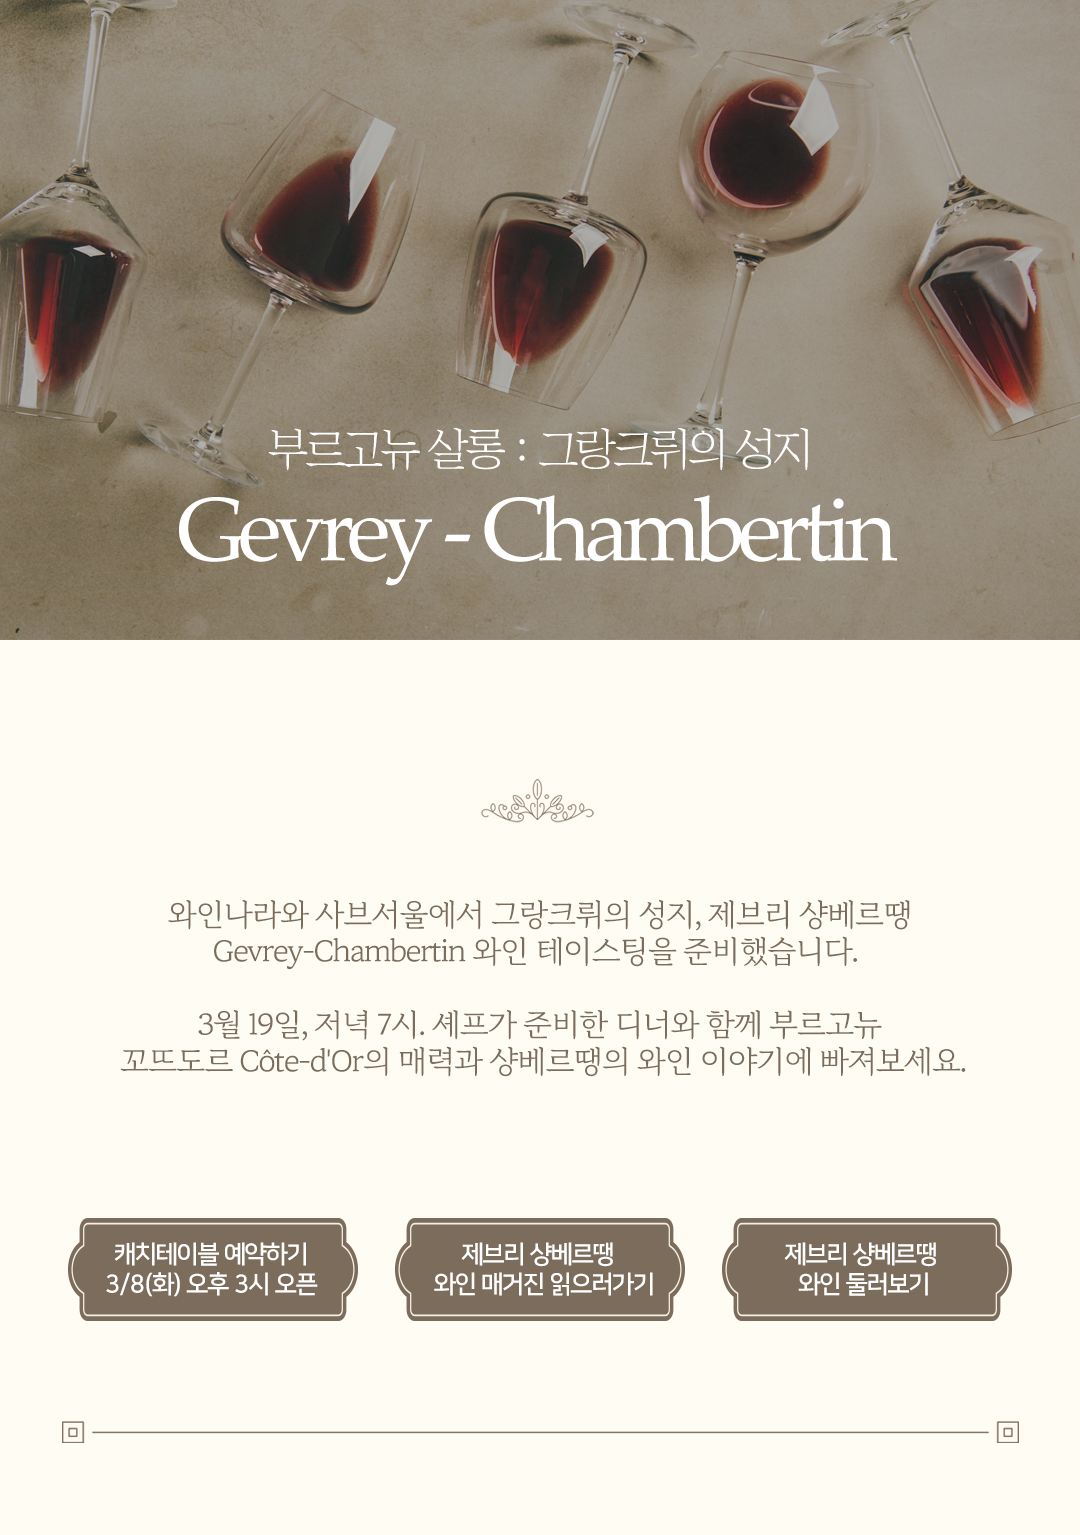 부르고뉴 살롱 : 그랑크뤼의 성지
Gevrey - Chambertin
와인나라와 사브서울에서 그랑크뤼의 성지, 제브리 샹베르땡
Gevrey-Chambertin 와인 테이스팅을 준비했습니다.
3월 19일, 저녁 7시. 셰프가 준비한 디너와 함께 부르고뉴
꼬뜨도르 Côte-d'Or의 매력과 샹베르땡의 와인 이야기에 빠져보세요.
캐치테이블 예약하기
3/8(화) 오후 3시 오픈
제브리 샹베르땡
와인 매거진 읽으러가기
제브리 샹베르땡
와인 둘러보기